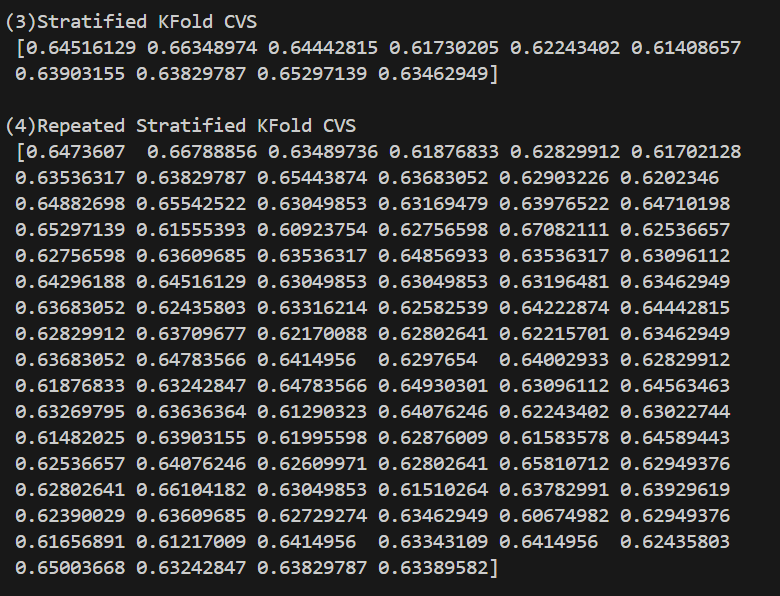 (3)Stratified KFold CVS
[0.64516129 0.66348974 0.64442815 0.61730205 0.62243402 0.61408657
0.63903155 0.63829787 0.65297139 0.63462949]
(4)Repeated Stratified KFold CVS
[0.6473607  0.66788856 0.63489736 0.61876833 0.62829912 0.61702128
0.63536317 0.63829787 0.65443874 0.63683052 0.62903226 0.6202346
0.64882698 0.65542522 0.63049853 0.63169479 0.63976522 0.64710198
0.65297139 0.61555393 0.60923754 0.62756598 0.67082111 0.62536657
0.62756598 0.63609685 0.63536317 0.64856933 0.63536317 0.63096112
0.64296188 0.64516129 0.63049853 0.63049853 0.63196481 0.63462949
0.63683052 0.62435803 0.63316214 0.62582539 0.64222874 0.64442815
0.62829912 0.63709677 0.62170088 0.62802641 0.62215701 0.63462949
0.63683052 0.64783566 0.6414956  0.6297654  0.64002933 0.62829912
0.61876833 0.63242847 0.64783566 0.64930301 0.63096112 0.64563463
0.63269795 0.63636364 0.61290323 0.64076246 0.62243402 0.63022744
0.61482025 0.63903155 0.61995598 0.62876009 0.61583578 0.64589443
0.62536657 0.64076246 0.62609971 0.62802641 0.65810712 0.62949376
0.62802641 0.66104182 0.63049853 0.61510264 0.63782991 0.63929619
0.62390029 0.63609685 0.62729274 0.63462949 0.60674982 0.62949376
0.61656891 0.61217009 0.6414956  0.63343109 0.6414956  0.62435803
0.65003668 0.63242847 0.63829787 0.63389582]